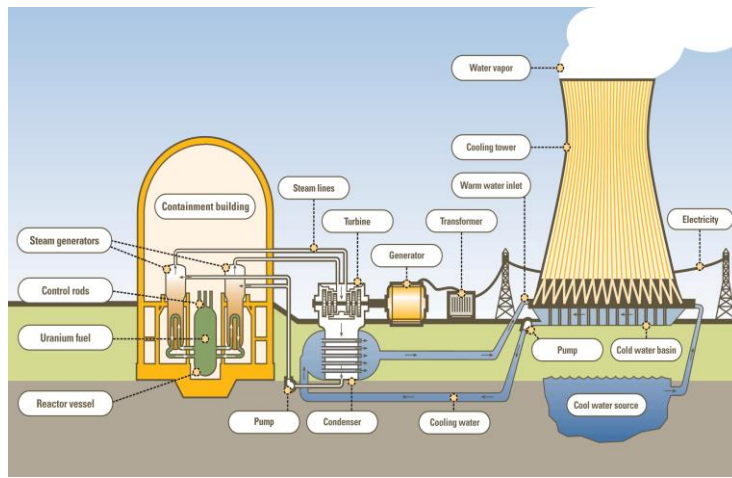 Water vapor
Cooling tower
Steam lines
Warm water inlet
Containment building
Turbine
Transformer
Electricity
Steam generators
Generator
Control rods
Uranium fuel
Pump
Cold water basin
Reactor vessel
Cool water source
Pump
Condenser
Cooling water